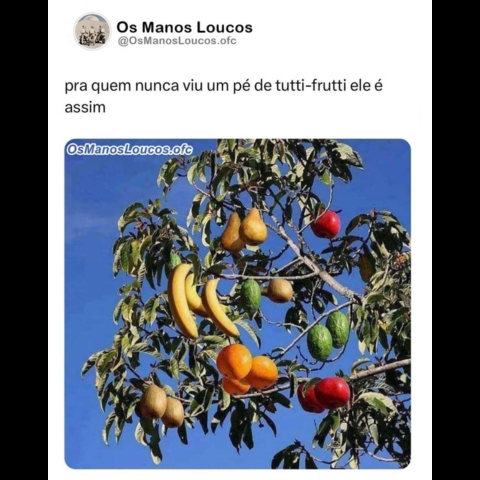 Os Manos Loucos
@OsManosLoucos.ofc
pra quem nunca viu um pé de tutti-frutti ele é
assim
OsManosLoucos.ofc